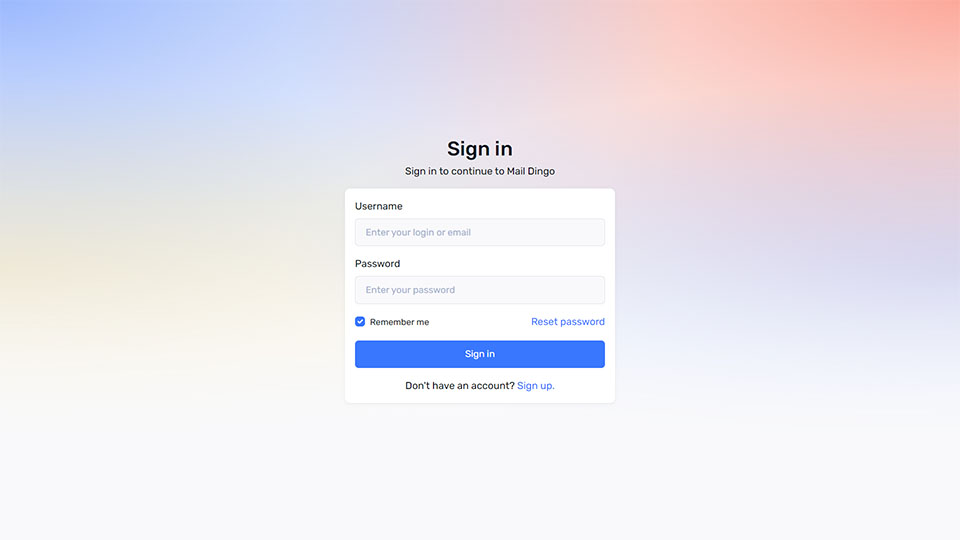 Sign in
Sign in to continue to Mail Dingo
Username
Enter your login or email
Password
Enter your password
Remember me
Reset password
Sign in
Don't have an account? Sign up.